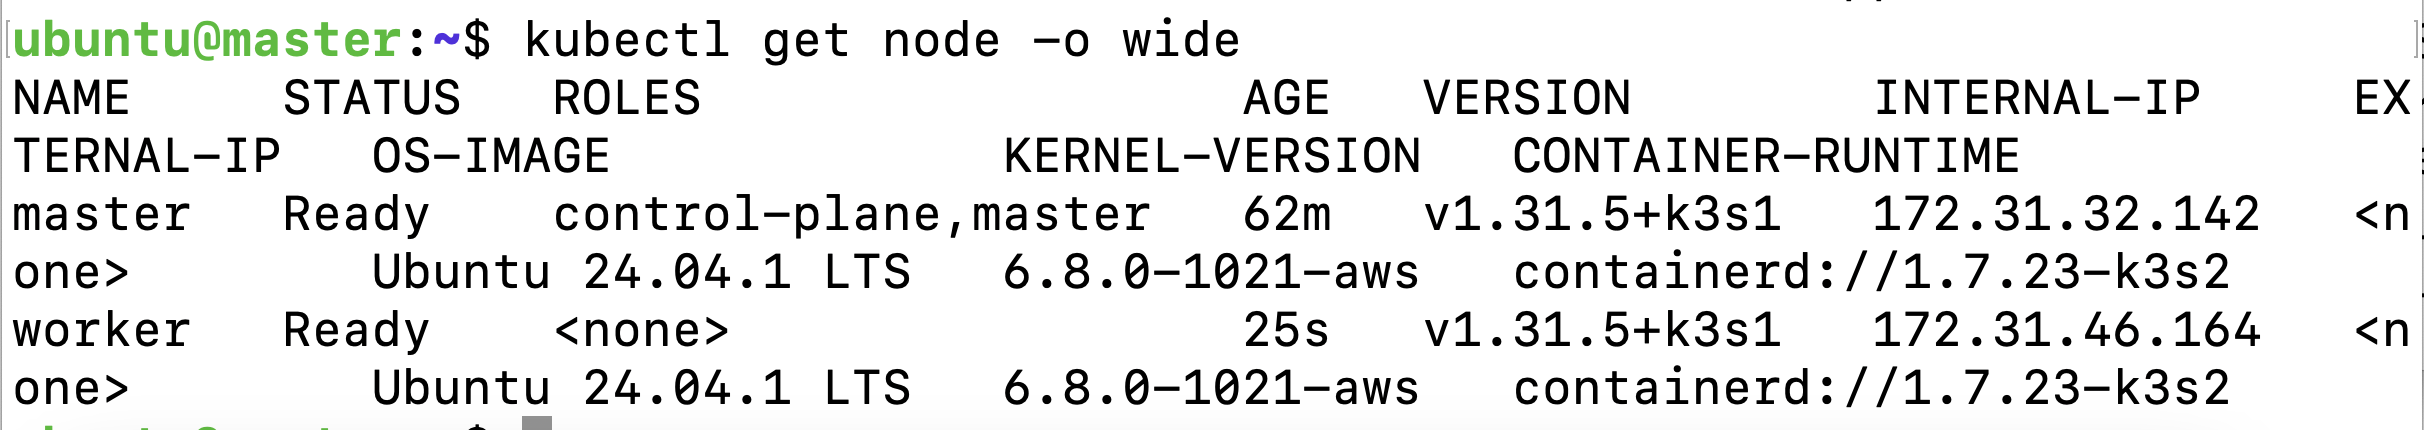 ubuntu@master:~$ kubectl get node -o wide
NAME     STATUS   ROLES                  AGE   VERSION        INTERNAL-IP     EX
TERNAL-IP   OS-IMAGE             KERNEL-VERSION   CONTAINER-RUNTIME
master   Ready    control-plane,master   62m   v1.31.5+k3s1   172.31.32.142   <n
one>        Ubuntu 24.04.1 LTS   6.8.0-1021-aws   containerd://1.7.23-k3s2
worker   Ready    <none>                 25s   v1.31.5+k3s1   172.31.46.164   <n
one>        Ubuntu 24.04.1 LTS   6.8.0-1021-aws   containerd://1.7.23-k3s2